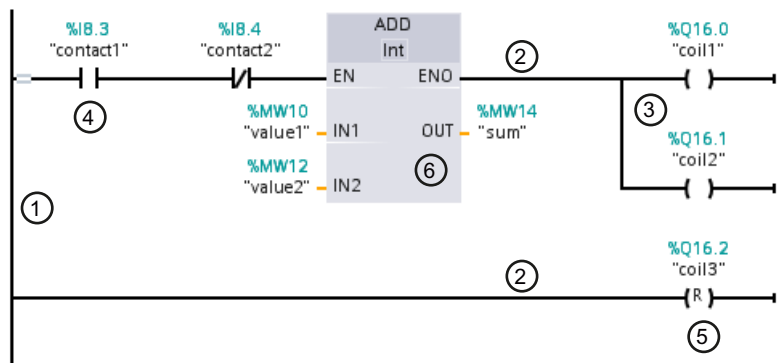 %I8.3 %I8.4 ADD %Q16.0
"contact1" "contact2" Int 2 "coil1"
EN ENO
4 3
%MW10 %MW14 %Q16.1
"value1" IN1 OUT "sum" "coil2"
%MW12 6
"value2" IN2
1
%Q16.2
2 "coil3"
R
5